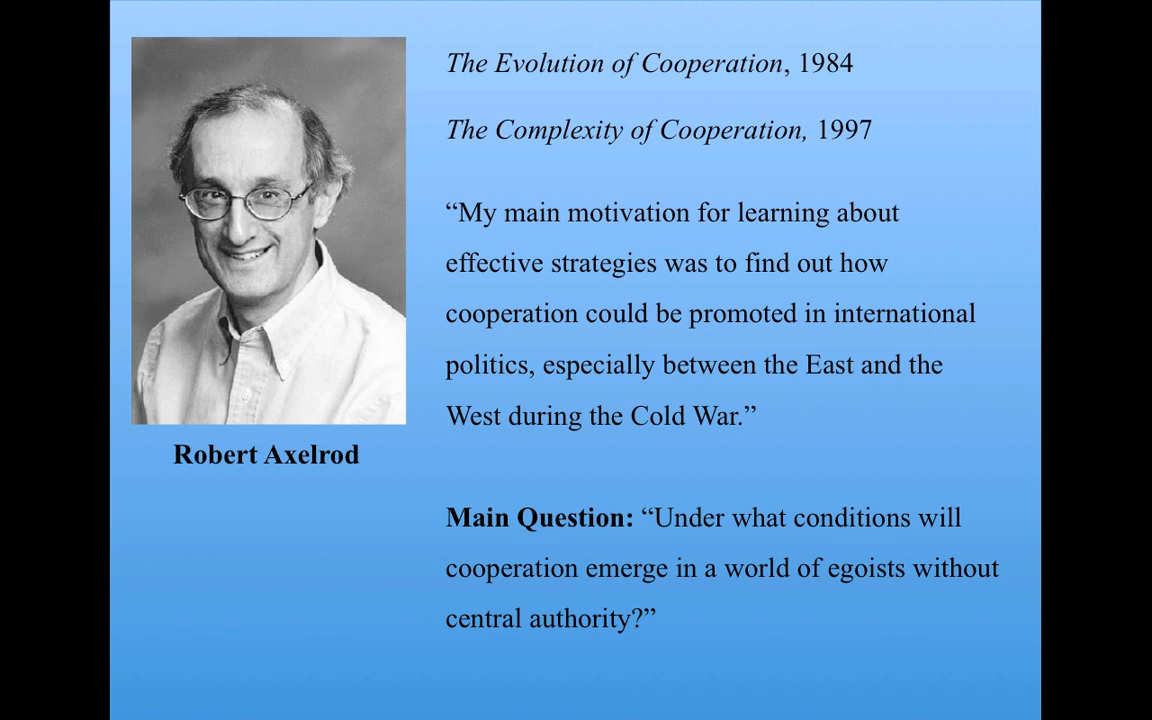 The Evolution of Cooperation, 1984
The Complexity of Cooperation, 1997
“My main motivation for learning about
effective strategies was to find out how
cooperation could be promoted in international
politics, especially between the East and the
West during the Cold War.”
Robert Axelrod
Main Question: “Under what conditions will
cooperation emerge in a world of egoists without
central authority?”